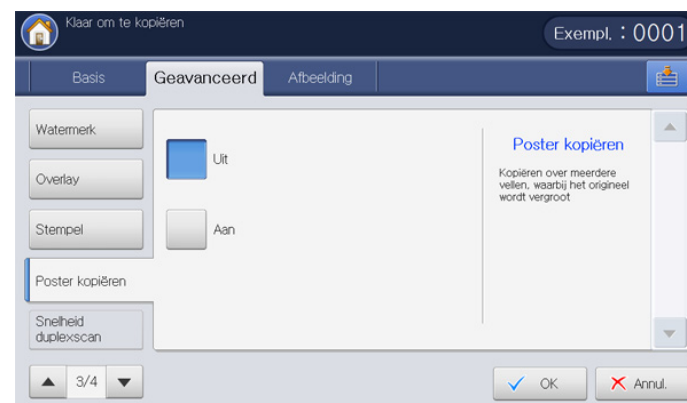 Klaar om te kopiëren
Exempl. : 0001
Basis
Geavanceerd
Afbeelding
Watermerk
Overlay
Stempel
Poster kopiëren
Snelheid
duplexscan
3/4
Uit
Aan
Poster kopiëren
Kopiëren over meerdere
vellen, waarbij het origineel
wordt vergroot
OK
Annul.